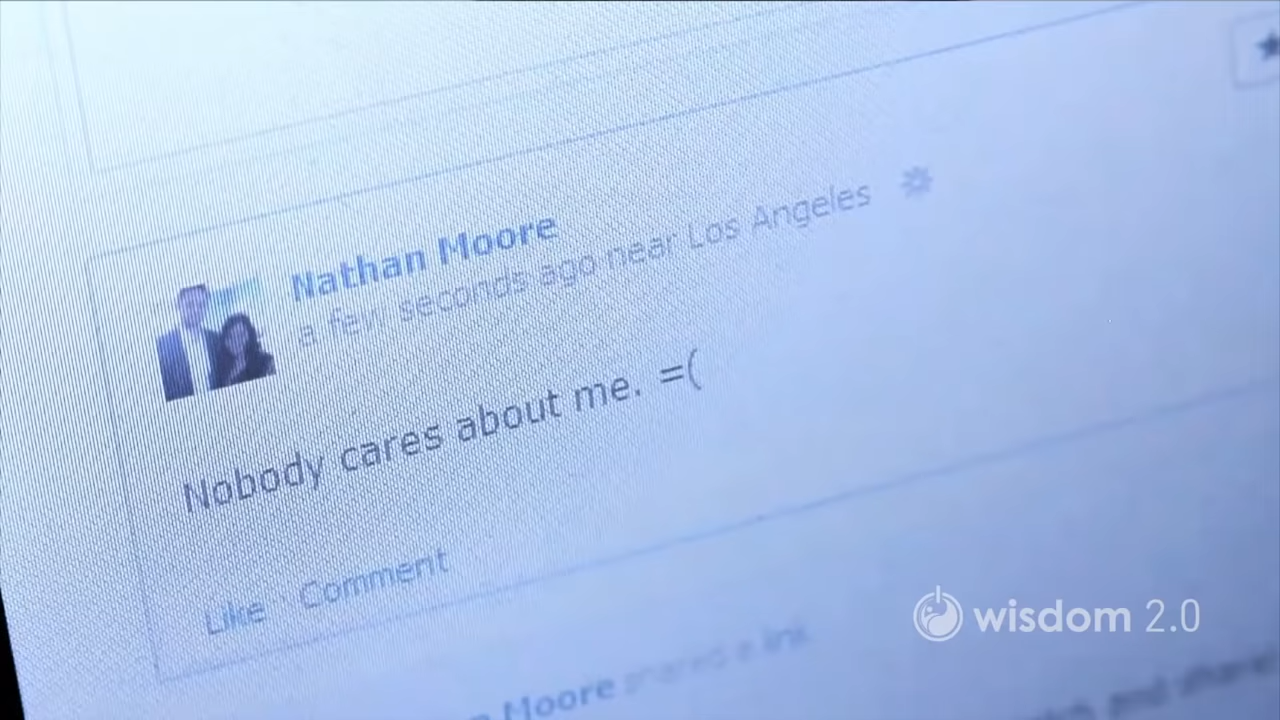 Nathan Moore
a few seconds ago near Los Angeles
Nobody cares about me. =(
Like · Comment
wisdom 2.0
Moore shared a link